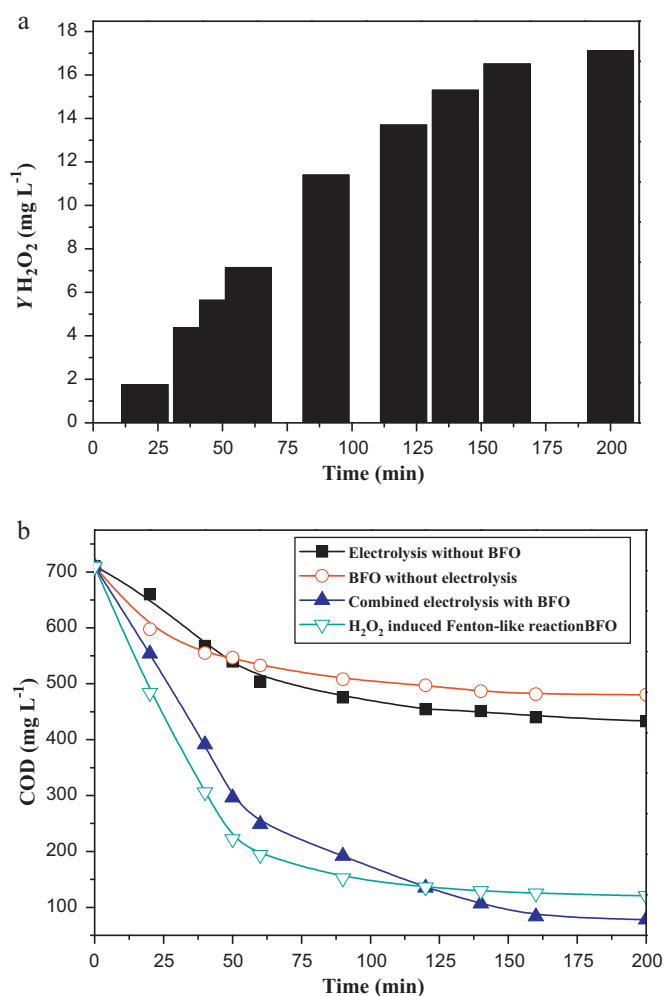 a
18
16
14
12
10
8
6
4
2
0
YH₂O₂ (mg L⁻¹)
0 25 50 75 100 125 150 175 200
Time (min)
b
Electrolysis without BFO
BFO without electrolysis
Combined electrolysis with BFO
H₂O₂ induced Fenton-like reactionBFO
700
600
500
400
300
200
100
COD (mg L⁻¹)
0 25 50 75 100 125 150 175 200
Time (min)